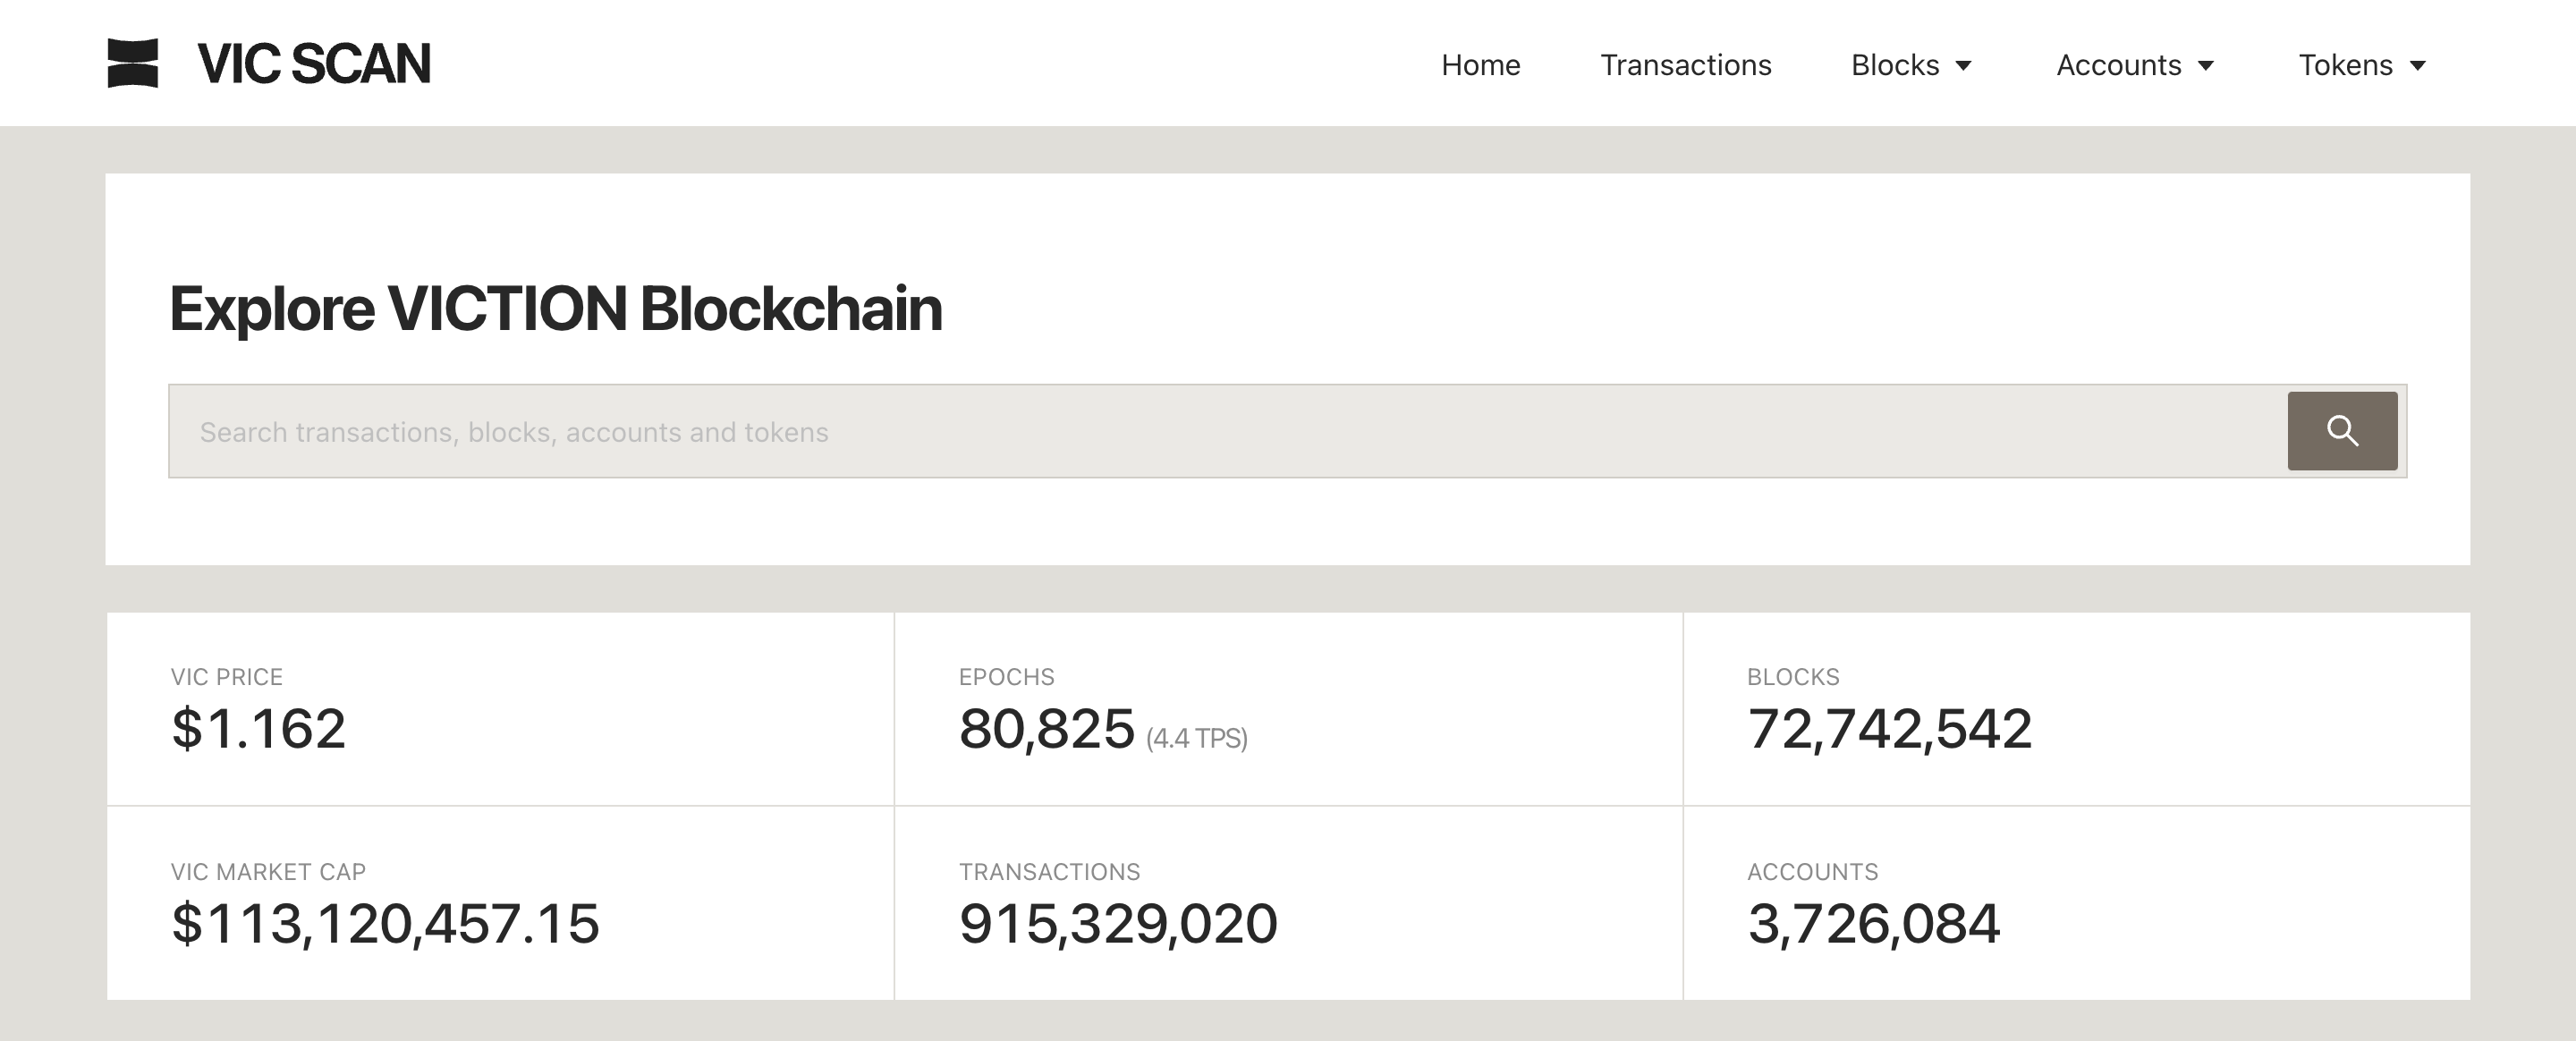 VIC SCAN
Home Transactions Blocks Accounts Tokens
Explore VICTION Blockchain
Search transactions, blocks, accounts and tokens
VIC PRICE
$1.162
EPOCHS
80,825 (4.4 TPS)
BLOCKS
72,742,542
VIC MARKET CAP
$113,120,457.15
TRANSACTIONS
915,329,020
ACCOUNTS
3,726,084